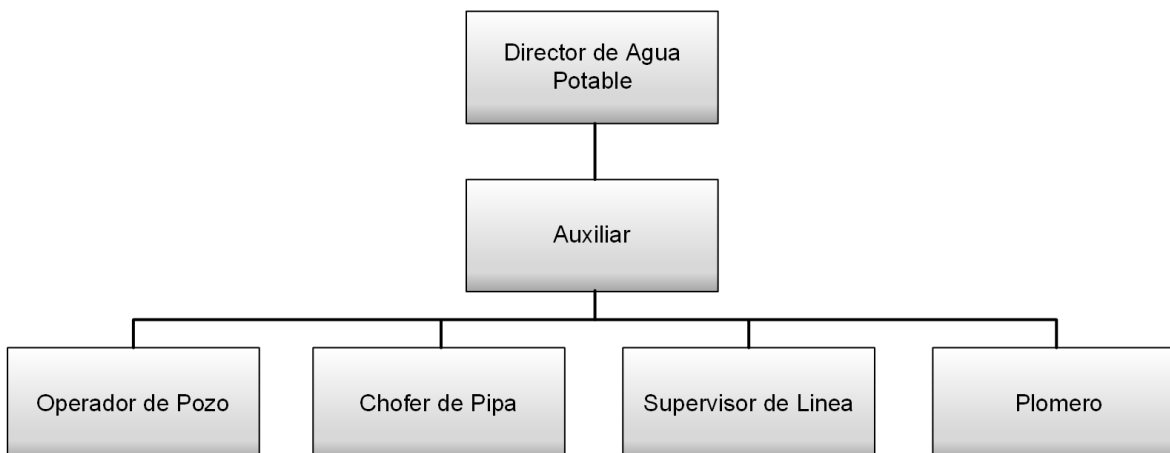 Director de Agua
Potable
Auxiliar
Operador de Pozo
Chofer de Pipa
Supervisor de Linea
Plomero